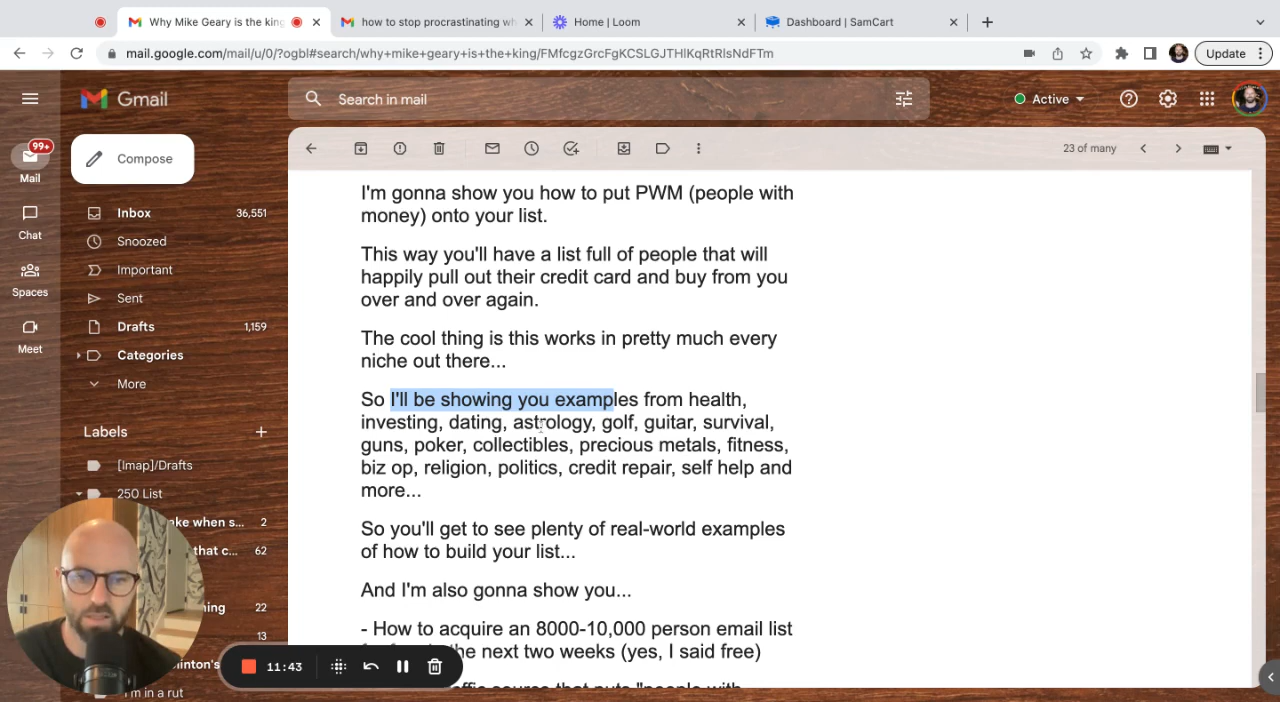 Why Mike Geary is the king
how to stop procrastinating wh
Home | Loom
Dashboard | SamCart
mail.google.com/mail/u/0/?ogbl#search/why+mike+geary+is+the+king/FMfcgzGrcFgKCSLGJTHlKqRtRlsNdFTm
Update
Gmail
Search in mail
Active
99+
Mail
Chat
Spaces
Meet
Compose
Inbox 36,551
Snoozed
Important
Sent
Drafts 1,159
Categories
More
Labels
[Imap]/Drafts
250 List
ke when s... 2
that c... 62
ning 22
13
linton's
I'm in a rut
23 of many
I'm gonna show you how to put PWM (people with
money) onto your list.
This way you'll have a list full of people that will
happily pull out their credit card and buy from you
over and over again.
The cool thing is this works in pretty much every
niche out there...
So I'll be showing you examples from health,
investing, dating, astrology, golf, guitar, survival,
guns, poker, collectibles, precious metals, fitness,
biz op, religion, politics, credit repair, self help and
more...
So you'll get to see plenty of real-world examples
of how to build your list...
And I'm also gonna show you...
- How to acquire an 8000-10,000 person email list
the next two weeks (yes, I said free)
11:43